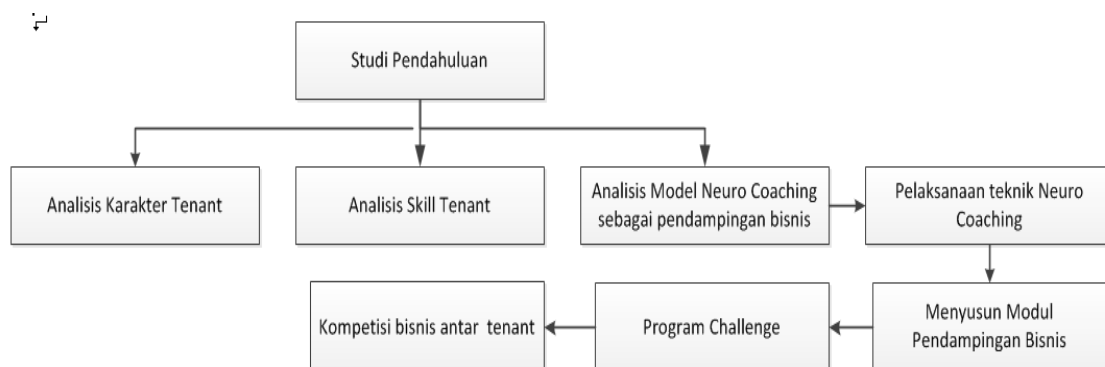 Studi Pendahuluan
Analisis Karakter Tenant
Analisis Skill Tenant
Analisis Model Neuro Coaching
sebagai pendampingan bisnis
Pelaksanaan teknik Neuro
Coaching
Menyusun Modul
Pendampingan Bisnis
Program Challenge
Kompetisi bisnis antar tenant